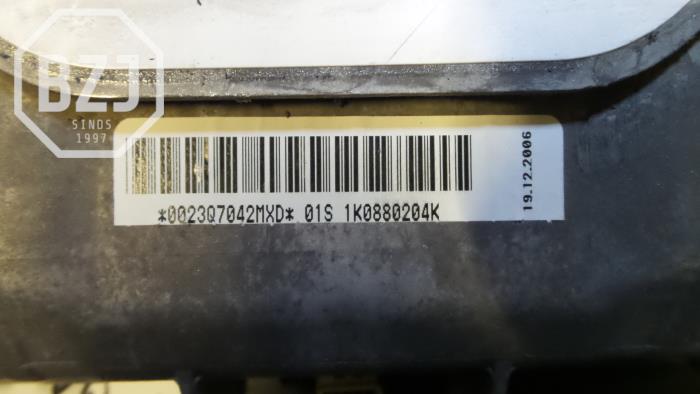 BZJ
SINDS
1997
*0023Q7042MXD* 01S 1K0880204K
19.12.2006